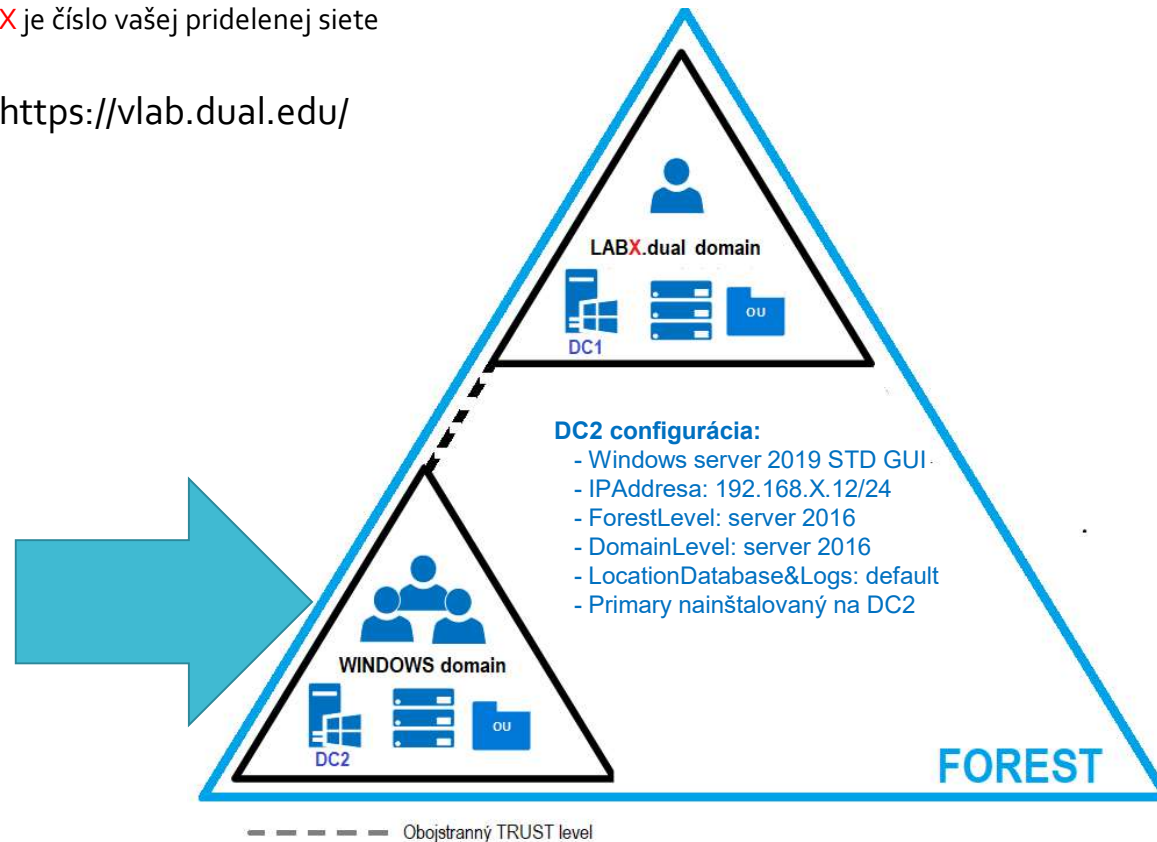 X je číslo vašej pridelenej siete
https://vlab.dual.edu/
LABX.dual domain
OU
DC1
DC2 configurácia:
- Windows server 2019 STD GUI
- IPAddresa: 192.168.X.12/24
- ForestLevel: server 2016
- DomainLevel: server 2016
- LocationDatabase&Logs: default
- Primary nainštalovaný na DC2
WINDOWS domain
OU
DC2
FOREST
Obojstranný TRUST level